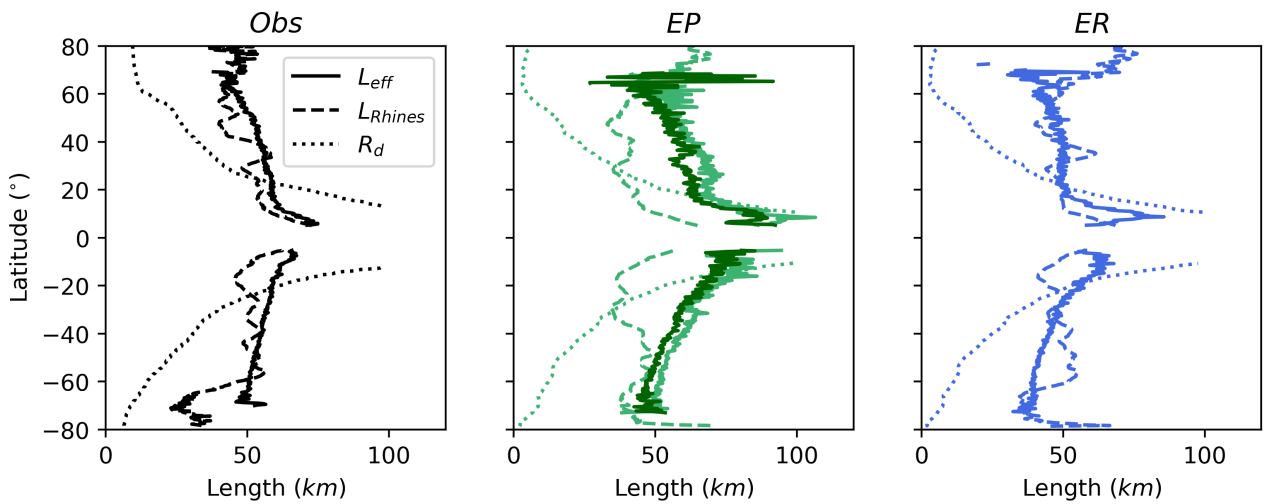 Obs
EP
ER
80
60
40
20
0
−20
−40
−60
−80
Latitude (°)
L_eff
L_Rhines
R_d
0 50 100
0 50 100
0 50 100
Length (km)
Length (km)
Length (km)